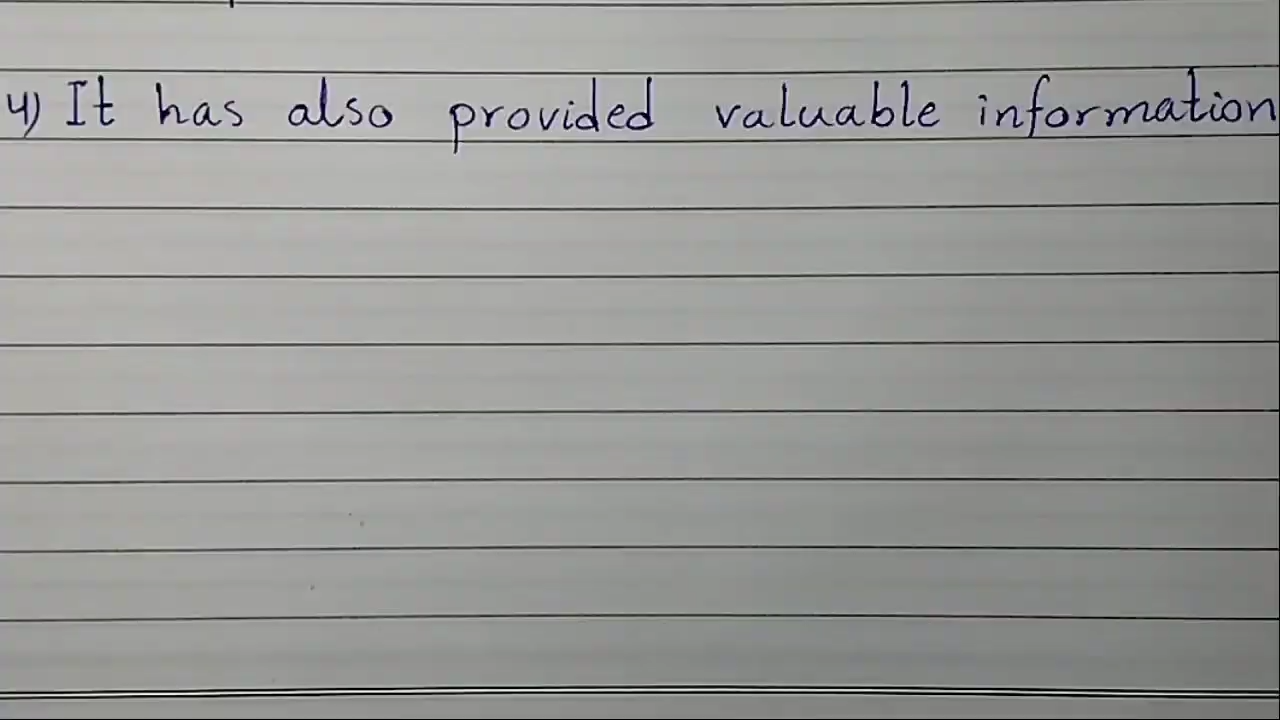 4) It has also provided valuable information